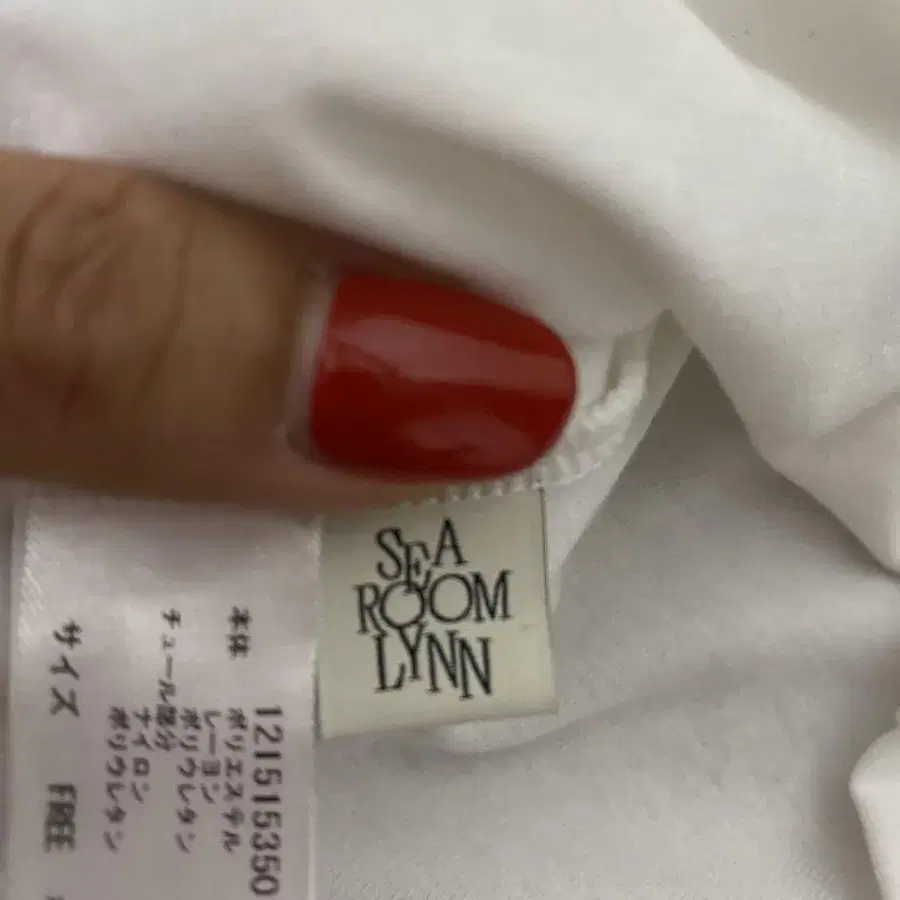 SEA
ROOM
LYNN
121515350
本体 ポリエステル
レーヨン
ポリウレタン
チュール部分
ナイロン
ポリウレタン
サイズ FREE